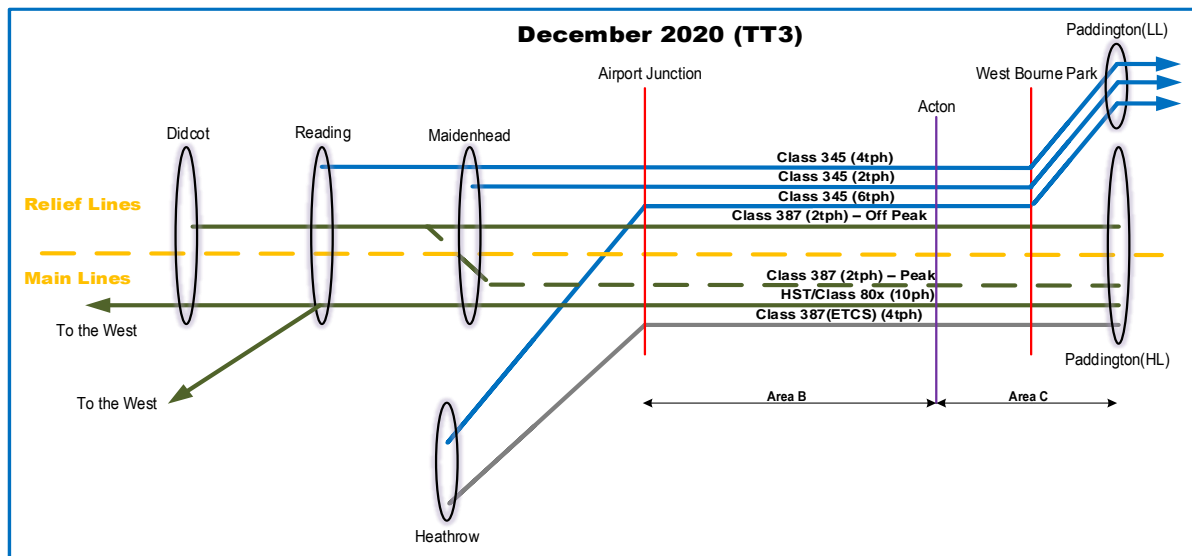 December 2020 (TT3)
Paddington(LL)
Airport Junction
West Bourne Park
Acton
Didcot
Reading
Maidenhead
Class 345 (4tph)
Class 345 (2tph)
Class 345 (6tph)
Relief Lines
Class 387 (2tph) – Off Peak
Main Lines
Class 387 (2tph) – Peak
HST/Class 80x (10ph)
Class 387(ETCS) (4tph)
To the West
Paddington(HL)
To the West
Area B
Area C
Heathrow